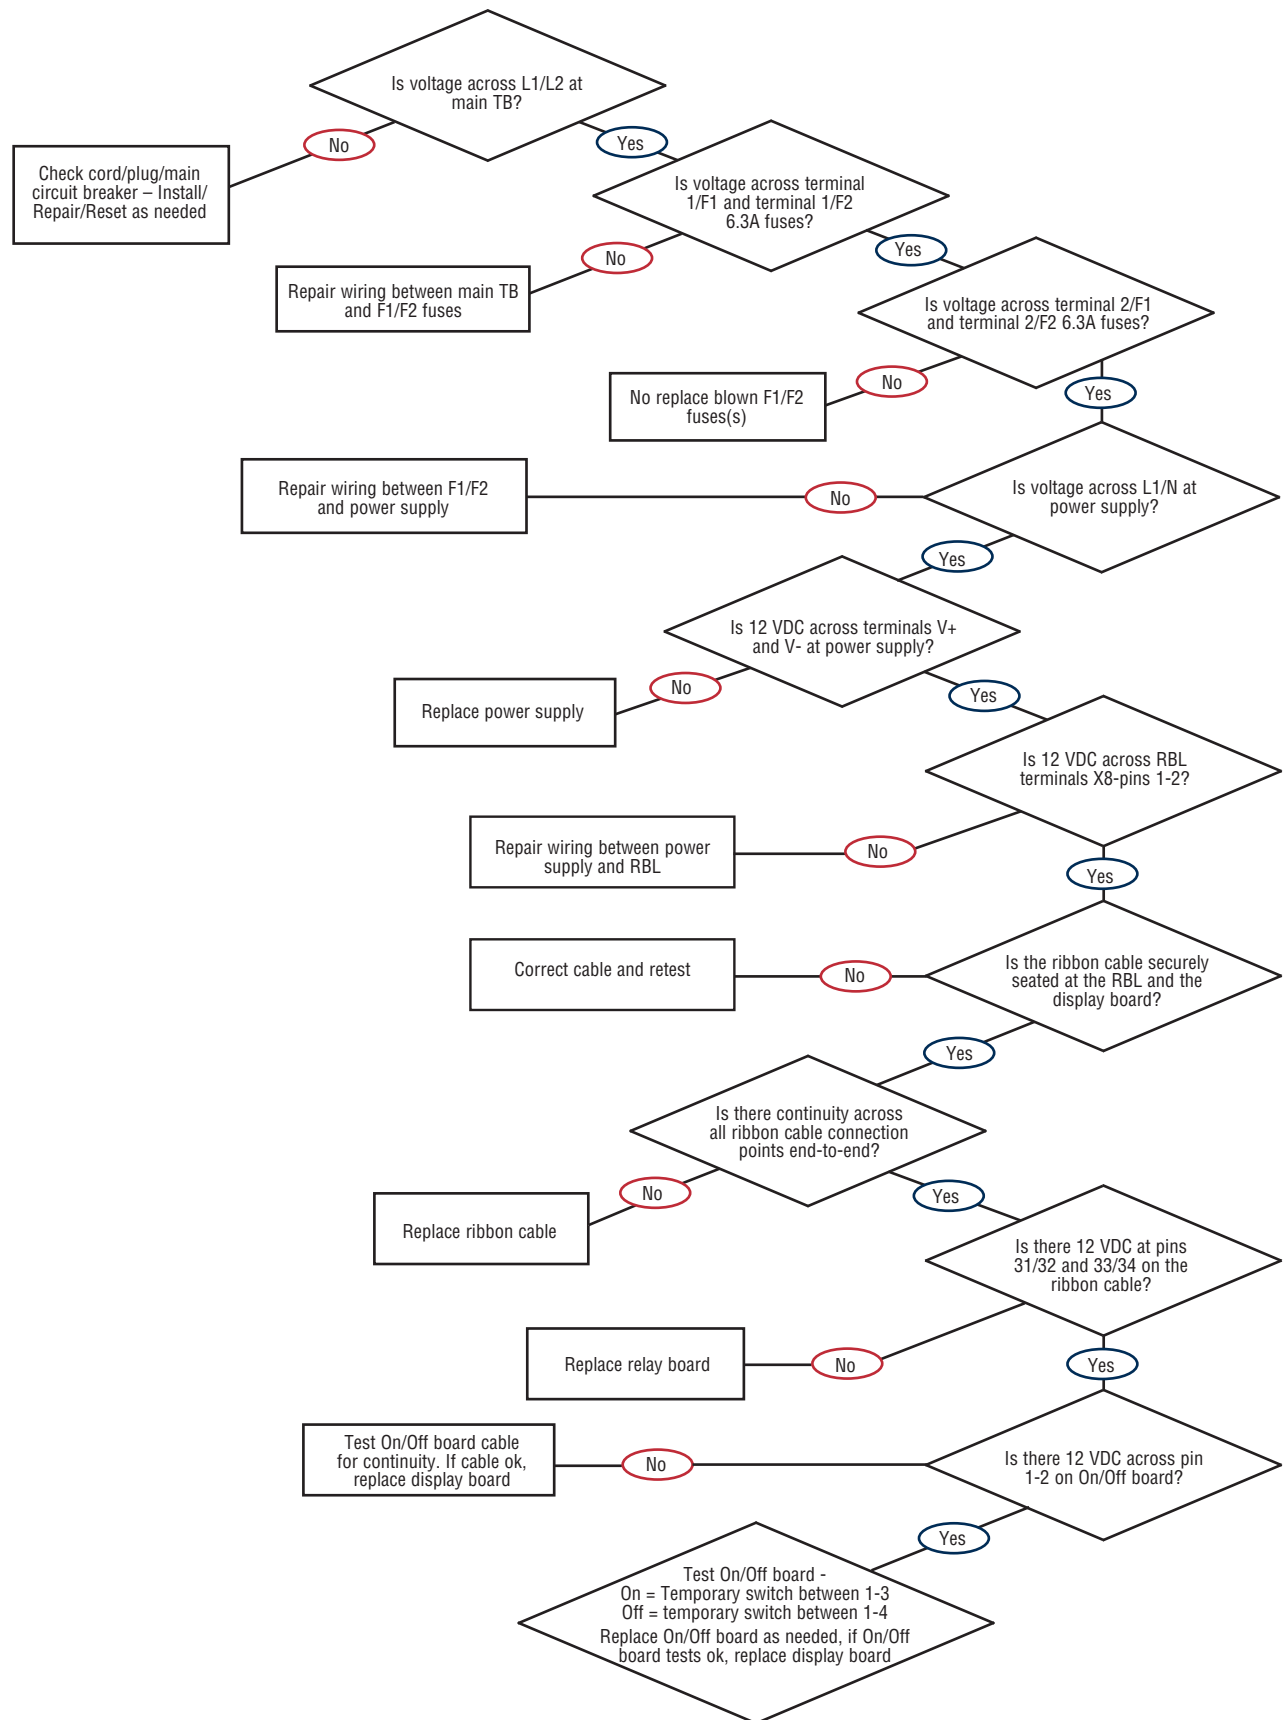 Is voltage across L1/L2 at
main TB?
No
Yes
Check cord/plug/main
circuit breaker – Install/
Repair/Reset as needed
Is voltage across terminal
1/F1 and terminal 1/F2
6.3A fuses?
No
Yes
Repair wiring between main TB
and F1/F2 fuses
Is voltage across terminal 2/F1
and terminal 2/F2 6.3A fuses?
No
Yes
No replace blown F1/F2
fuses(s)
Is voltage across L1/N at
power supply?
No
Yes
Repair wiring between F1/F2
and power supply
Is 12 VDC across terminals V+
and V- at power supply?
No
Yes
Replace power supply
Is 12 VDC across RBL
terminals X8-pins 1-2?
No
Yes
Repair wiring between power
supply and RBL
Is the ribbon cable securely
seated at the RBL and the
display board?
No
Yes
Correct cable and retest
Is there continuity across
all ribbon cable connection
points end-to-end?
No
Yes
Replace ribbon cable
Is there 12 VDC at pins
31/32 and 33/34 on the
ribbon cable?
No
Yes
Replace relay board
Is there 12 VDC across pin
1-2 on On/Off board?
No
Yes
Test On/Off board cable
for continuity. If cable ok,
replace display board
Test On/Off board -
On = Temporary switch between 1-3
Off = temporary switch between 1-4
Replace On/Off board as needed, if On/Off
board tests ok, replace display board